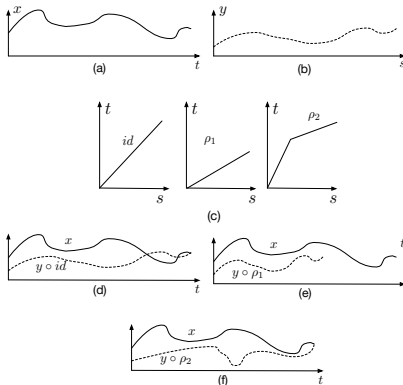 x
y
t
s
(a)
(b)
t
t
t
id
ρ₁
ρ₂
s
s
s
(c)
x
y ∘ id
t
(d)
x
y ∘ ρ₁
t
(e)
x
y ∘ ρ₂
t
(f)